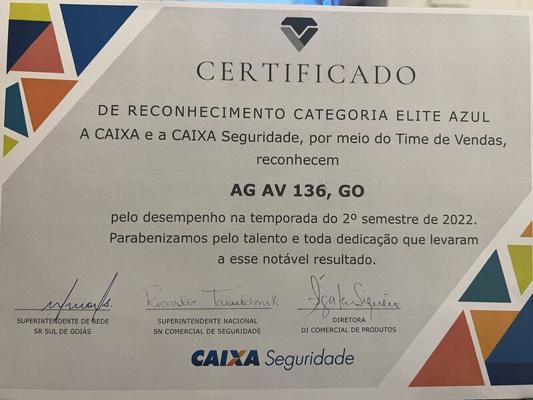 CERTIFICADO
DE RECONHECIMENTO CATEGORIA ELITE AZUL
A CAIXA e a CAIXA Seguridade, por meio do Time de Vendas,
reconhecem
AG AV 136, GO
pelo desempenho na temporada do 2º semestre de 2022.
Parabenizamos pelo talento e toda dedicação que levaram
a esse notável resultado.
SUPERINTENDENTE DE REDE
SR SUL DE GOIÁS
SUPERINTENDENTE NACIONAL
SN COMERCIAL DE SEGURIDADE
DIRETORA
DI COMERCIAL DE PRODUTOS
CAIXA Seguridade